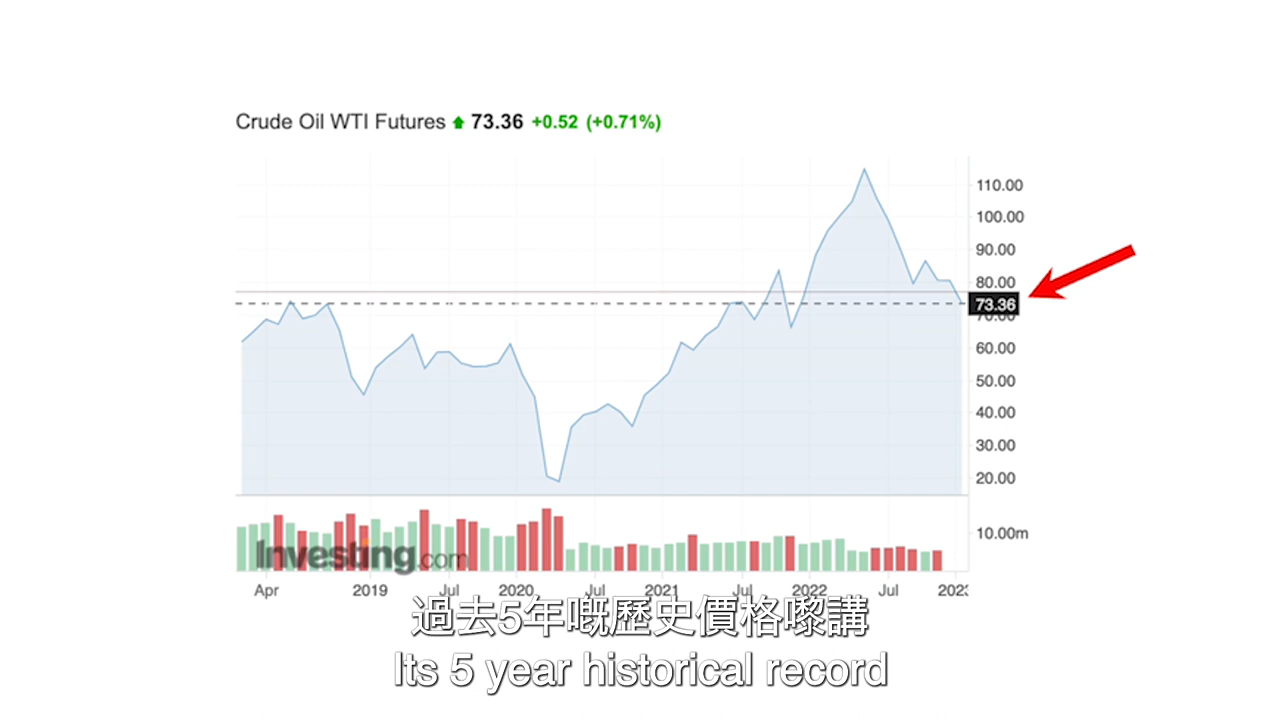 Crude Oil WTI Futures 73.36 +0.52 (+0.71%)
110.00
100.00
90.00
80.00
73.36
70.00
60.00
50.00
40.00
30.00
20.00
10.00m
Investing.com
Apr 2019 Jul 2020 Jul 2021 Jul 2022 Jul 2023
過去5年嘅歷史價格嚟講
Its 5 year historical record